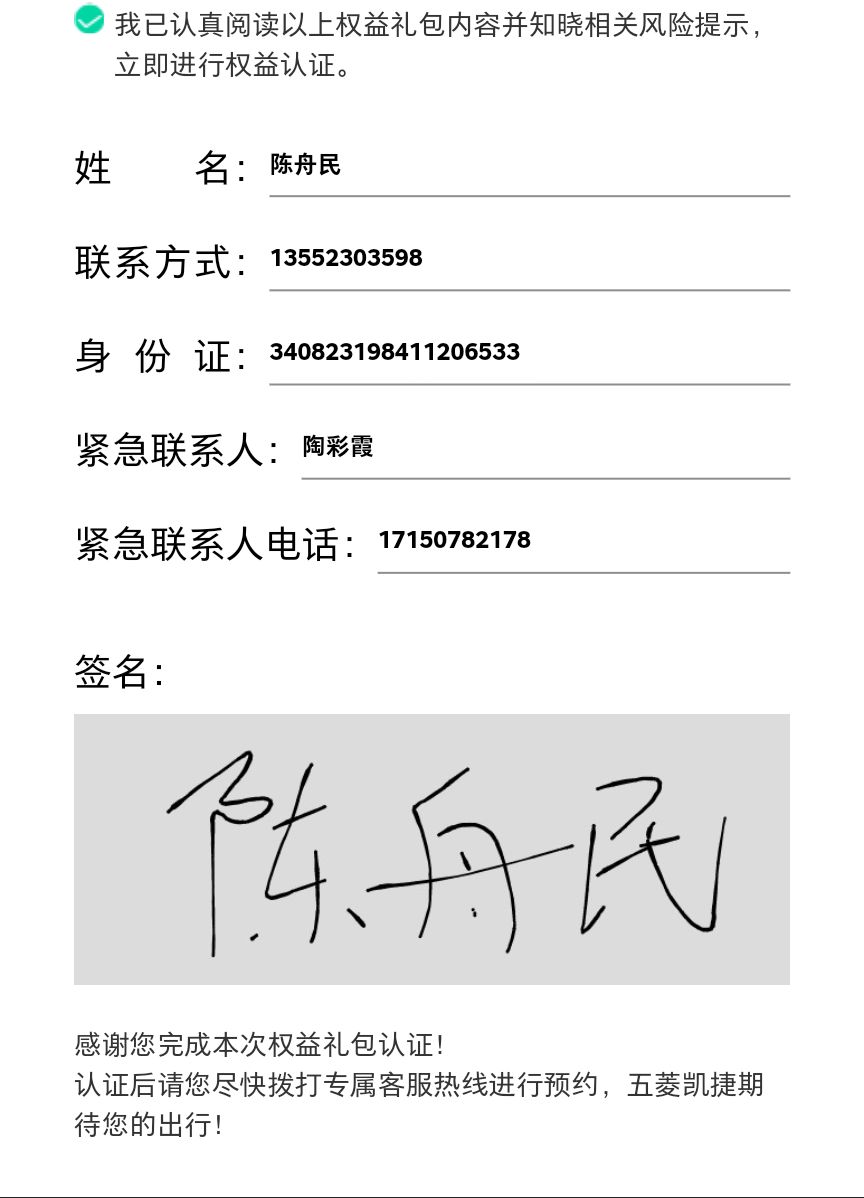 我已认真阅读以上权益礼包内容并知晓相关风险提示，
立即进行权益认证。
姓名：陈舟民
联系方式：13552303598
身份证：340823198411206533
紧急联系人：陶彩霞
紧急联系人电话：17150782178
签名：
陈舟民
感谢您完成本次权益礼包认证！
认证后请您尽快拨打专属客服热线进行预约，五菱凯捷期
待您的出行！